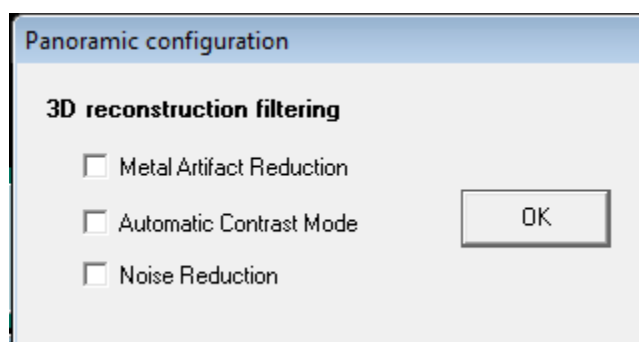 Panoramic configuration
3D reconstruction filtering
Metal Artifact Reduction
Automatic Contrast Mode
OK
Noise Reduction